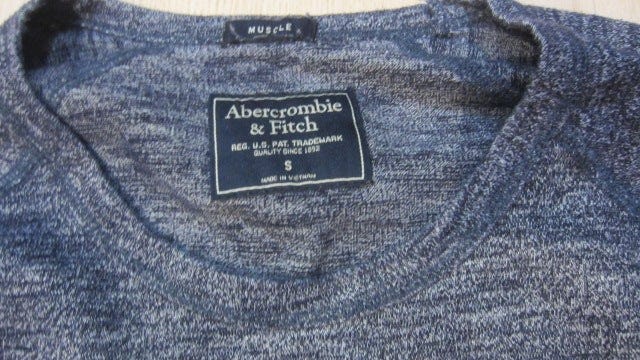 MUSCLE
Abercrombie
& Fitch
REG. U.S. PAT. TRADEMARK
QUALITY SINCE 1892
S
MADE IN VIETNAM